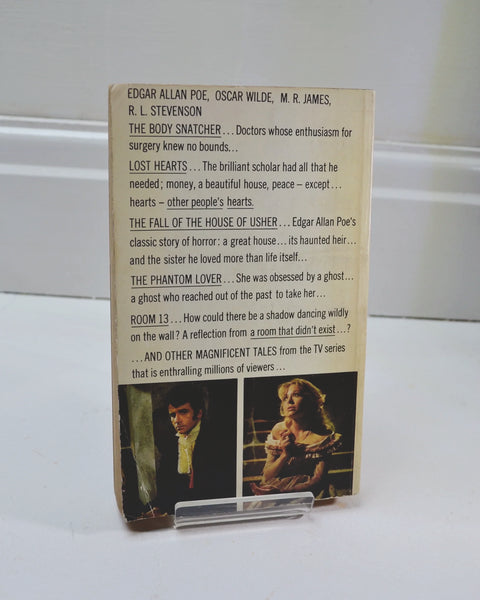 EDGAR ALLAN POE, OSCAR WILDE, M. R. JAMES,
R. L. STEVENSON
THE BODY SNATCHER... Doctors whose enthusiasm for
surgery knew no bounds...
LOST HEARTS... The brilliant scholar had all that he
needed; money, a beautiful house, peace – except...
hearts – other people's hearts.
THE FALL OF THE HOUSE OF USHER... Edgar Allan Poe's
classic story of horror: a great house... its haunted heir...
and the sister he loved more than life itself...
THE PHANTOM LOVER... She was obsessed by a ghost...
a ghost who reached out of the past to take her...
ROOM 13... How could there be a shadow dancing wildly
on the wall? A reflection from a room that didn't exist...?
...AND OTHER MAGNIFICENT TALES from the TV series
that is enthralling millions of viewers...